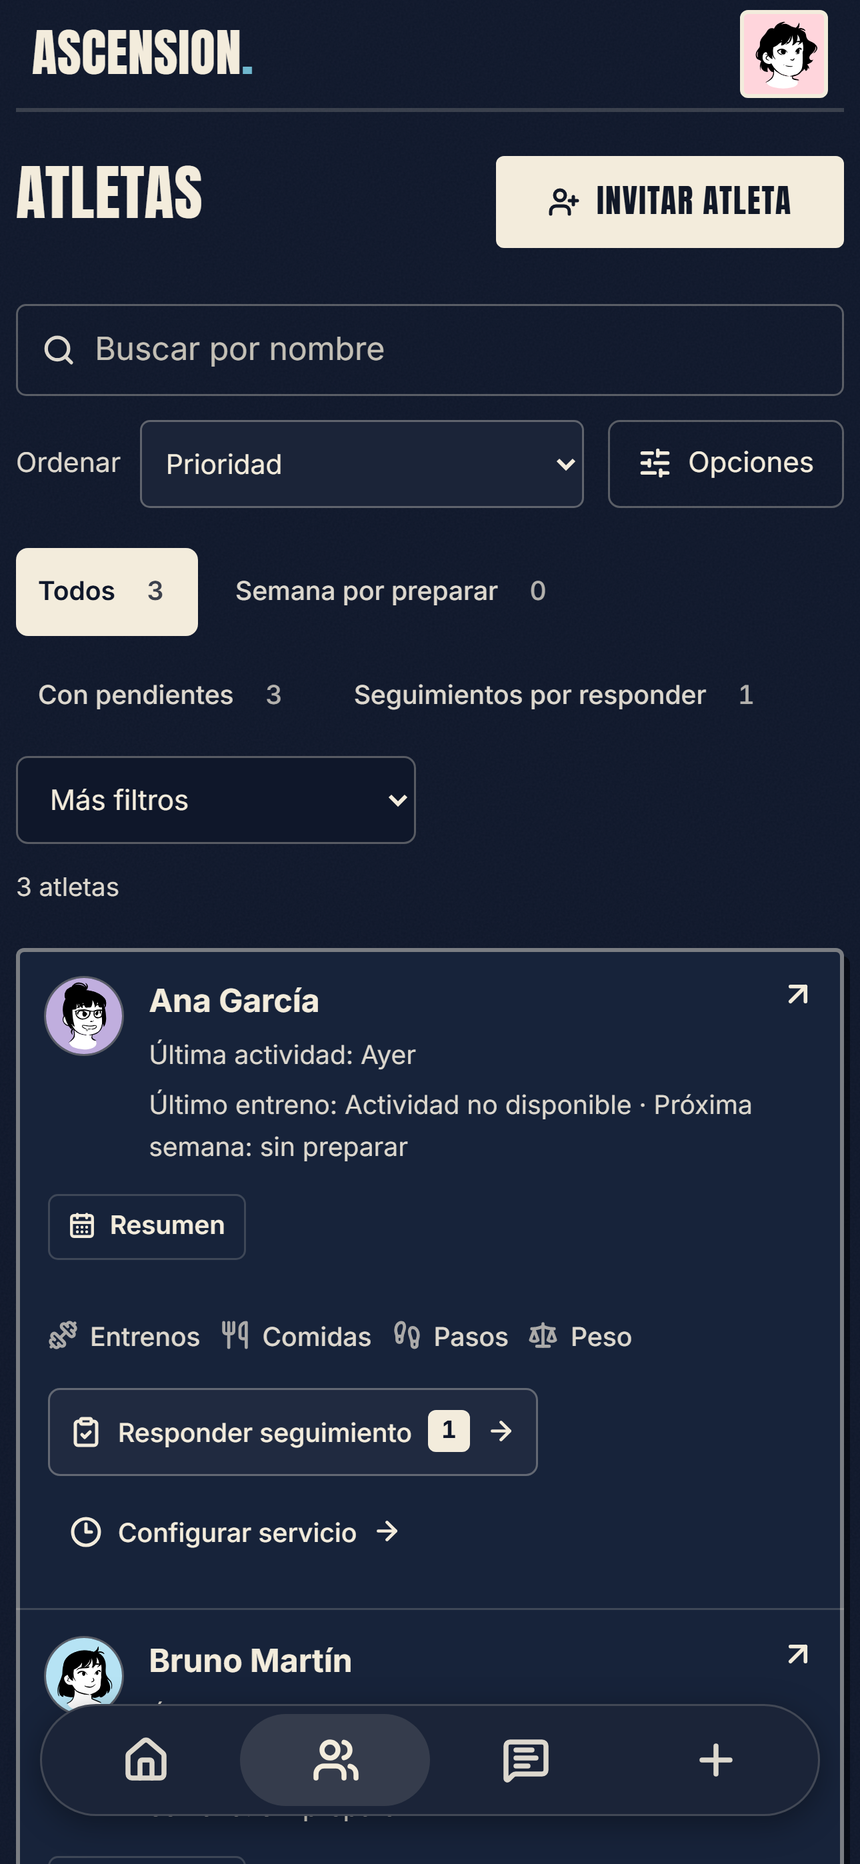 ASCENSION.
ATLETAS
INVITAR ATLETA
Buscar por nombre
Ordenar
Prioridad
Opciones
Todos 3
Semana por preparar 0
Con pendientes 3
Seguimientos por responder 1
Más filtros
3 atletas
Ana García
Última actividad: Ayer
Último entreno: Actividad no disponible · Próxima
semana: sin preparar
Resumen
Entrenos
Comidas
Pasos
Peso
Responder seguimiento 1
Configurar servicio
Bruno Martín